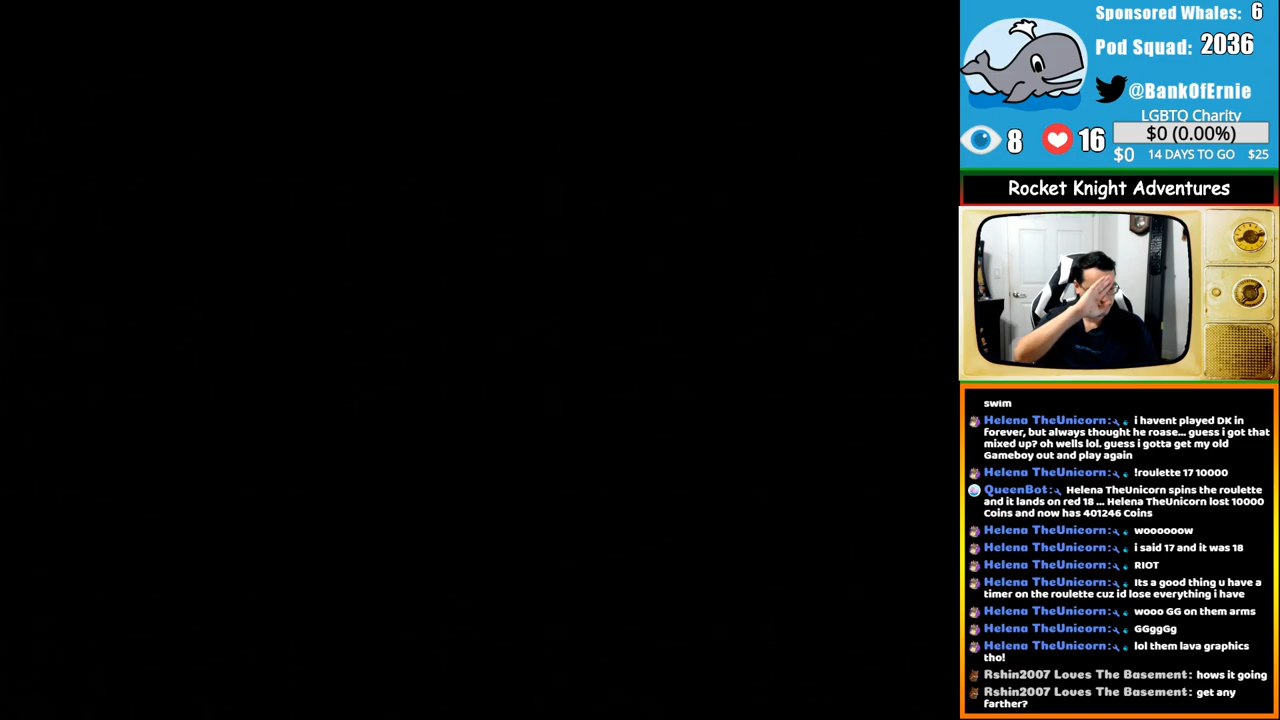 Sponsored Whales: 6
Pod Squad: 2036
@BankOfErnie
LGBTQ Charity
8 16 $0 (0.00%)
$0 14 DAYS TO GO $25
Rocket Knight Adventures
swim
Helena TheUnicorn: i havent played DK in
forever, but always thought he roase... guess i got that
mixed up? oh wells lol. guess i gotta get my old
Gameboy out and play again
Helena TheUnicorn: !roulette 17 10000
QueenBot: Helena TheUnicorn spins the roulette
and it lands on red 18 ... Helena TheUnicorn lost 10000
Coins and now has 401246 Coins
Helena TheUnicorn: woooooow
Helena TheUnicorn: i said 17 and it was 18
Helena TheUnicorn: RIOT
Helena TheUnicorn: Its a good thing u have a
timer on the roulette cuz id lose everything i have
Helena TheUnicorn: wooo GG on them arms
Helena TheUnicorn: GGggGg
Helena TheUnicorn: lol them lava graphics
tho!
Rshin2007 Loves The Basement: hows it going
Rshin2007 Loves The Basement: get any
farther?